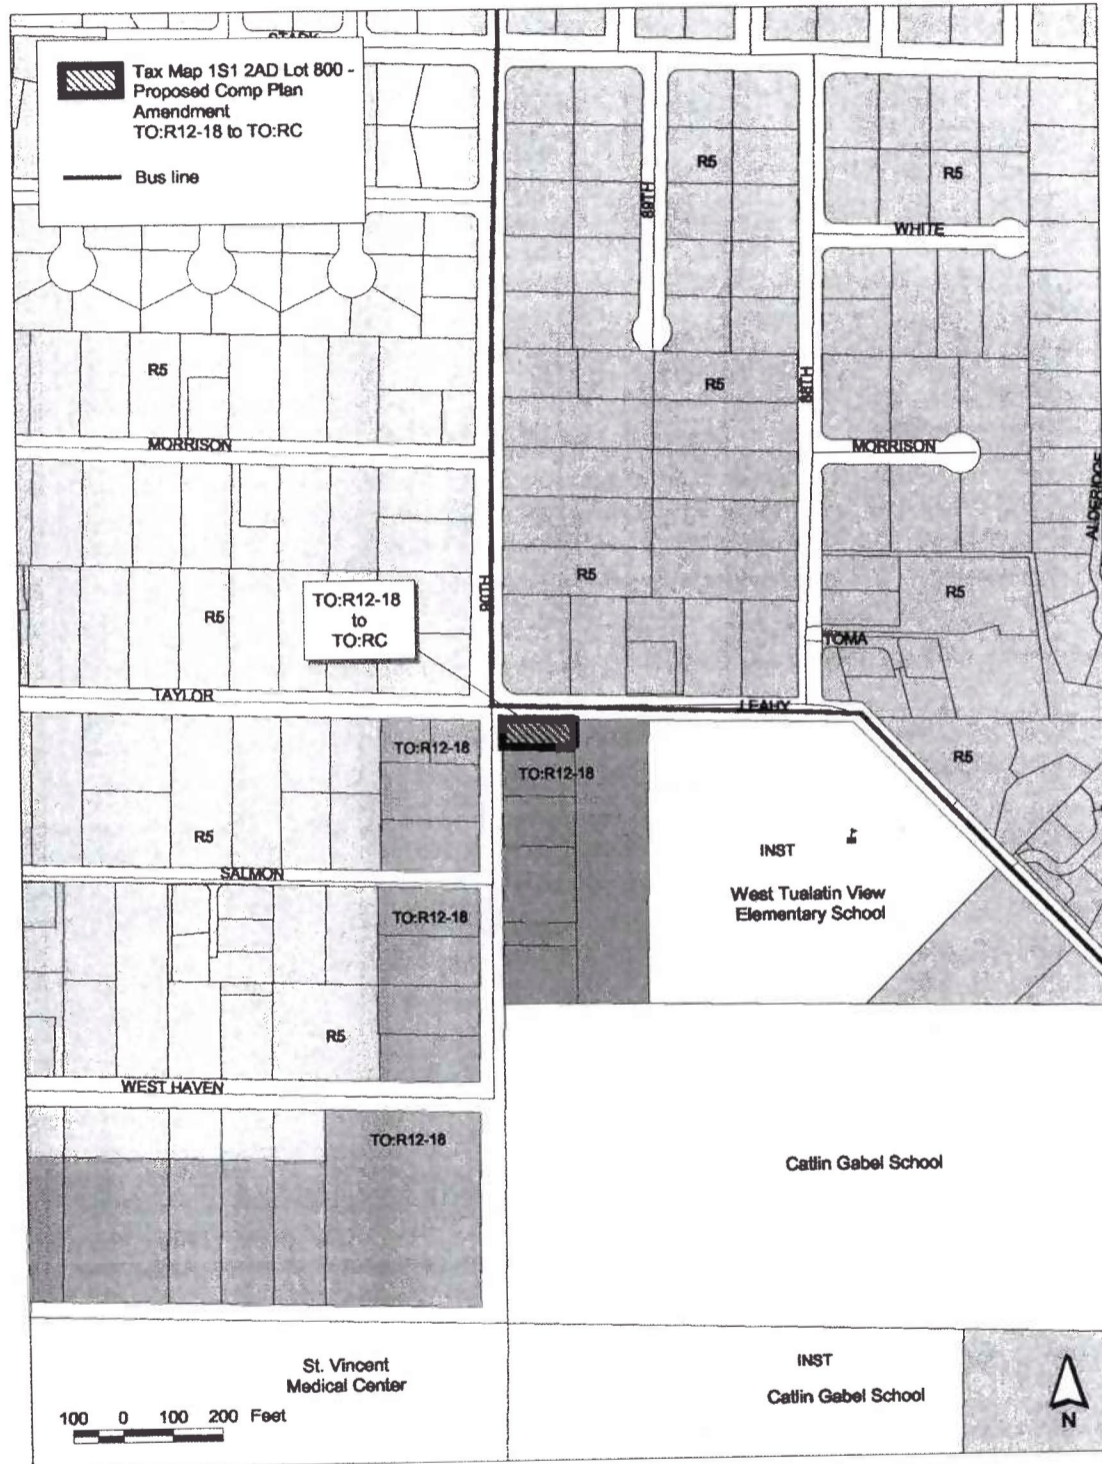 STARK
Tax Map 1S1 2AD Lot 800 -
Proposed Comp Plan
Amendment
TO:R12-18 to TO:RC
Bus line
R5
R5
89TH
WHITE
R5
R5
88TH
MORRISON
MORRISON
ALDERIDGE
90TH
R5
R5
R5
TO:R12-18
to
TO:RC
TOMA
TAYLOR
LEAHY
TO:R12-18
TO:R12-18
R5
R5
INST
SALMON
West Tualatin View
Elementary School
TO:R12-18
R5
WEST HAVEN
TO:R12-18
Catlin Gabel School
St. Vincent
Medical Center
INST
Catlin Gabel School
100 0 100 200 Feet
N